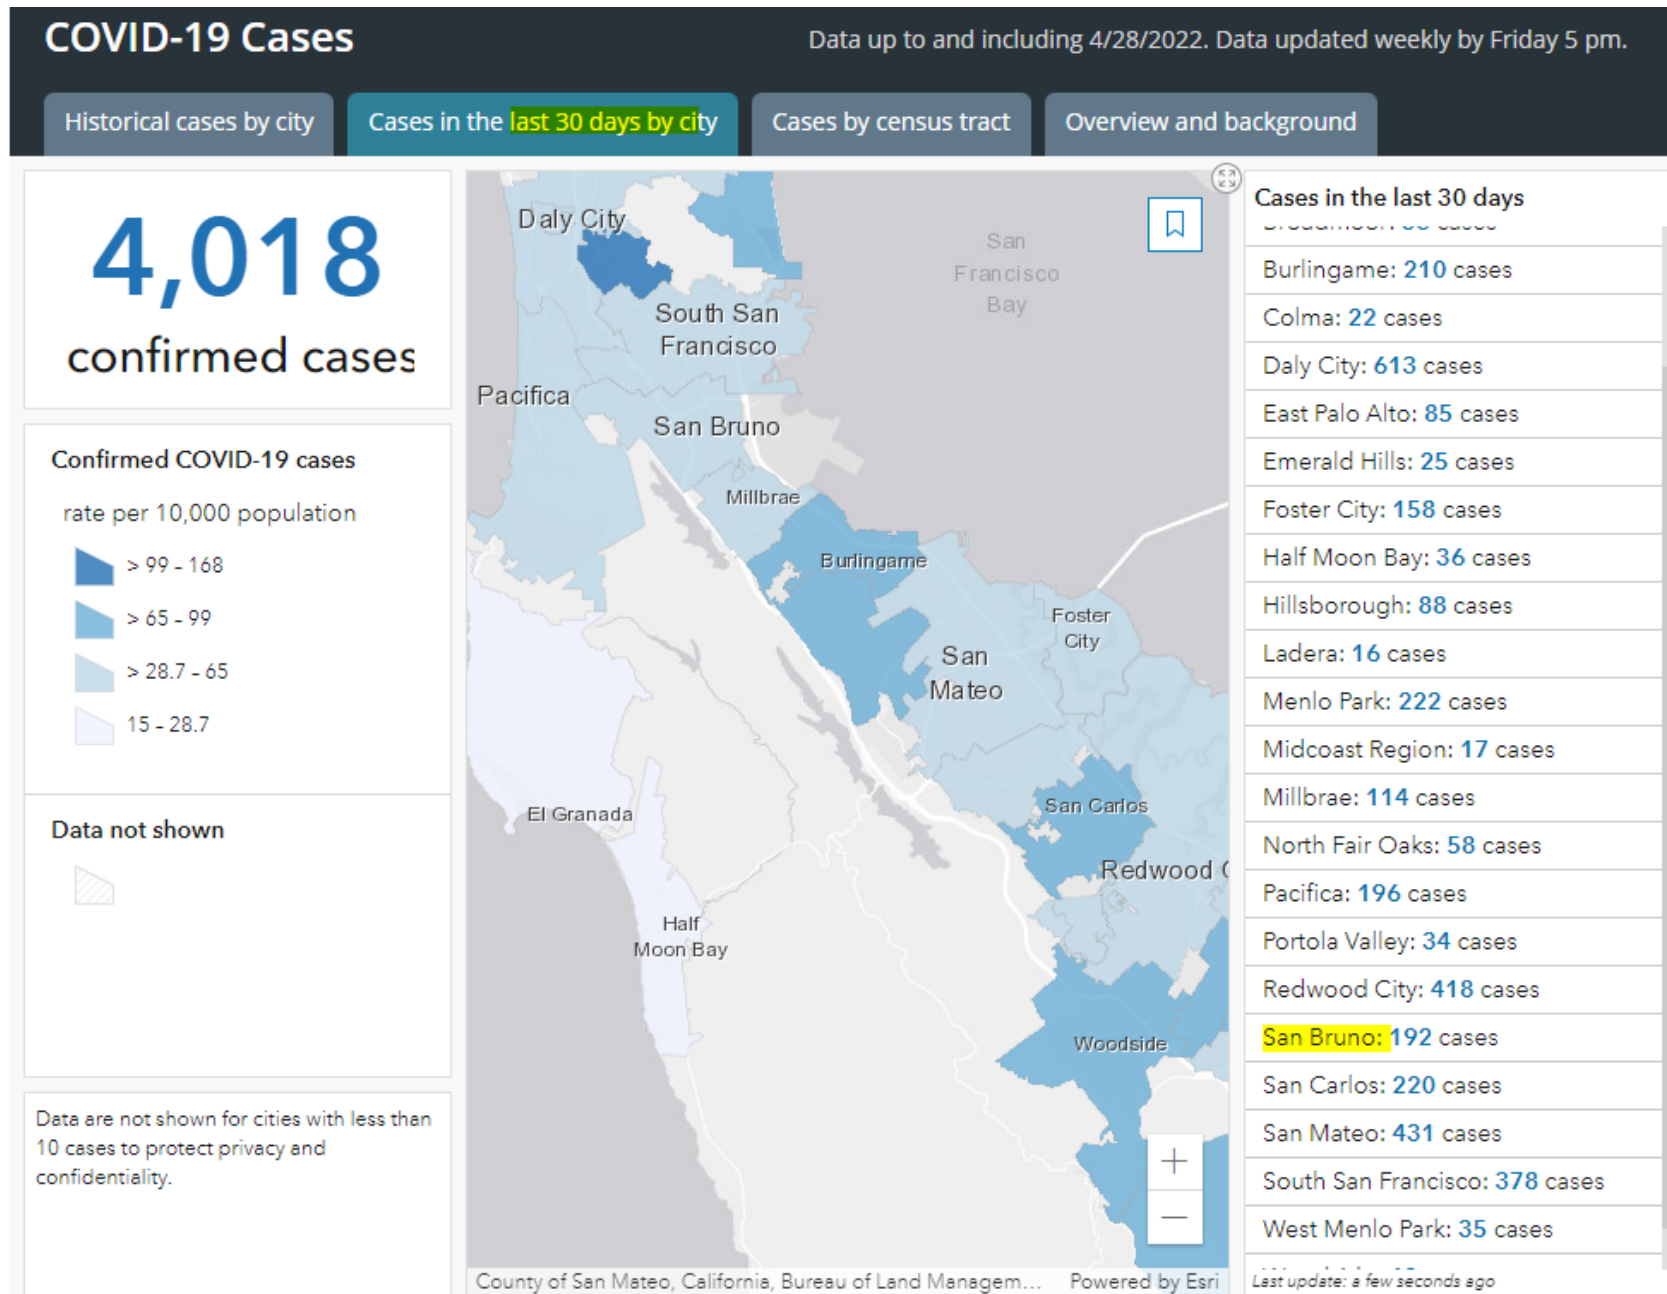 COVID-19 Cases
Data up to and including 4/28/2022. Data updated weekly by Friday 5 pm.
Historical cases by city
Cases in the last 30 days by city
Cases by census tract
Overview and background
4,018
confirmed cases
Confirmed COVID-19 cases
rate per 10,000 population
> 99 - 168
> 65 - 99
> 28.7 - 65
15 - 28.7
Data not shown
Data are not shown for cities with less than
10 cases to protect privacy and
confidentiality.
Daly City
San
Francisco
Bay
South San
Francisco
Pacifica
San Bruno
Millbrae
Burlingame
Foster
City
San
Mateo
San Carlos
El Granada
Redwood
Half
Moon Bay
Woodside
+
−
County of San Mateo, California, Bureau of Land Managem...
Powered by Esri
Cases in the last 30 days
Burlingame: 210 cases
Colma: 22 cases
Daly City: 613 cases
East Palo Alto: 85 cases
Emerald Hills: 25 cases
Foster City: 158 cases
Half Moon Bay: 36 cases
Hillsborough: 88 cases
Ladera: 16 cases
Menlo Park: 222 cases
Midcoast Region: 17 cases
Millbrae: 114 cases
North Fair Oaks: 58 cases
Pacifica: 196 cases
Portola Valley: 34 cases
Redwood City: 418 cases
San Bruno: 192 cases
San Carlos: 220 cases
San Mateo: 431 cases
South San Francisco: 378 cases
West Menlo Park: 35 cases
Last update: a few seconds ago